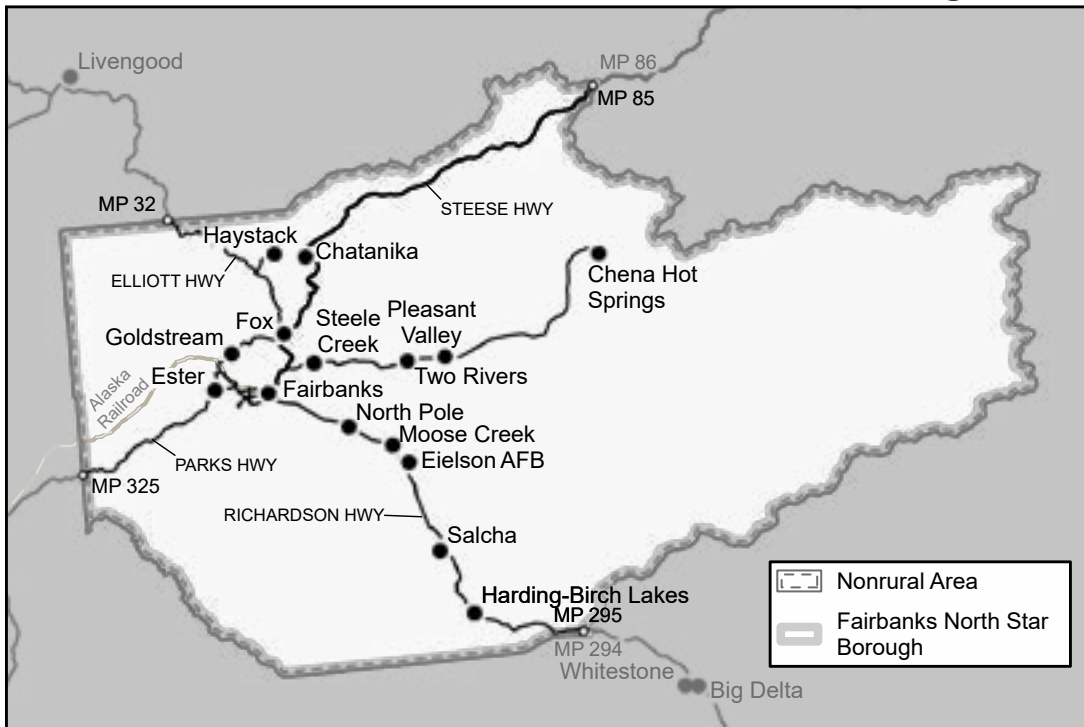 Livengood
MP 86
MP 85
MP 32
STEESE HWY
Haystack
Chatanika
ELLIOTT HWY
Chena Hot
Springs
Fox
Steele
Creek
Pleasant
Valley
Goldstream
Two Rivers
Ester
Fairbanks
Alaska
Railroad
North Pole
Moose Creek
Eielson AFB
PARKS HWY
MP 325
RICHARDSON HWY
Salcha
Harding-Birch Lakes
MP 295
MP 294
Whitestone
Big Delta
Nonrural Area
Fairbanks North Star
Borough